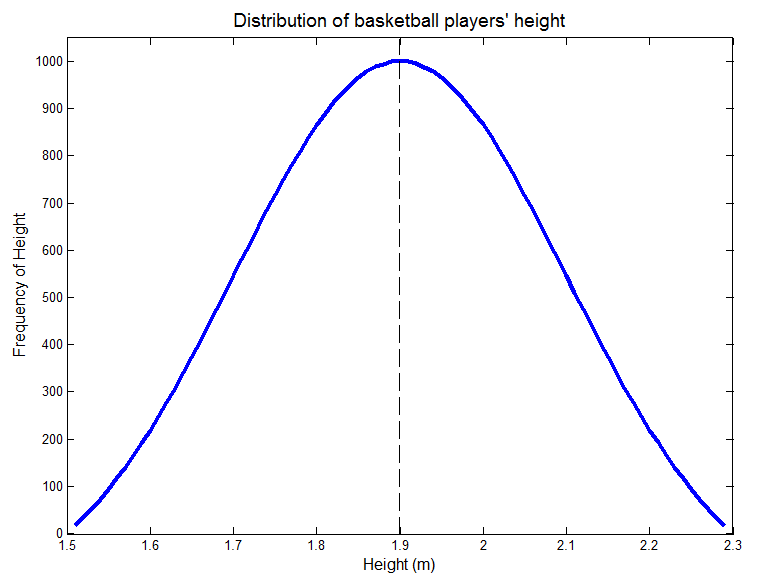 Distribution of basketball players' height
1000
900
800
700
600
500
400
300
200
100
0
Frequency of Height
1.5 1.6 1.7 1.8 1.9 2 2.1 2.2 2.3
Height (m)